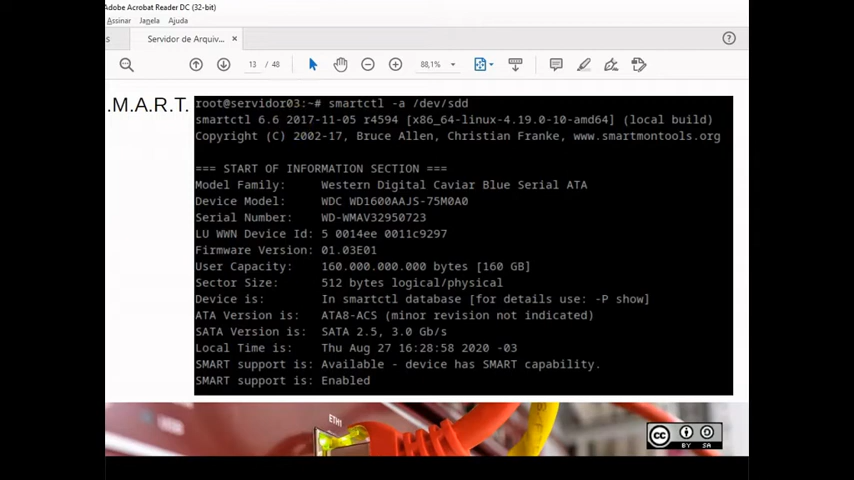 Adobe Acrobat Reader DC (32-bit)
Assinar Janela Ajuda
s Servidor de Arquiv... ×
13 / 48 88,1%
.M.A.R.T.
root@servidor03:~# smartctl -a /dev/sdd
smartctl 6.6 2017-11-05 r4594 [x86_64-linux-4.19.0-10-amd64] (local build)
Copyright (C) 2002-17, Bruce Allen, Christian Franke, www.smartmontools.org
=== START OF INFORMATION SECTION ===
Model Family: Western Digital Caviar Blue Serial ATA
Device Model: WDC WD1600AAJS-75M0A0
Serial Number: WD-WMAV32950723
LU WWN Device Id: 5 0014ee 0011c9297
Firmware Version: 01.03E01
User Capacity: 160.000.000.000 bytes [160 GB]
Sector Size: 512 bytes logical/physical
Device is: In smartctl database [for details use: -P show]
ATA Version is: ATA8-ACS (minor revision not indicated)
SATA Version is: SATA 2.5, 3.0 Gb/s
Local Time is: Thu Aug 27 16:28:58 2020 -03
SMART support is: Available - device has SMART capability.
SMART support is: Enabled
ETH1
cc BY SA